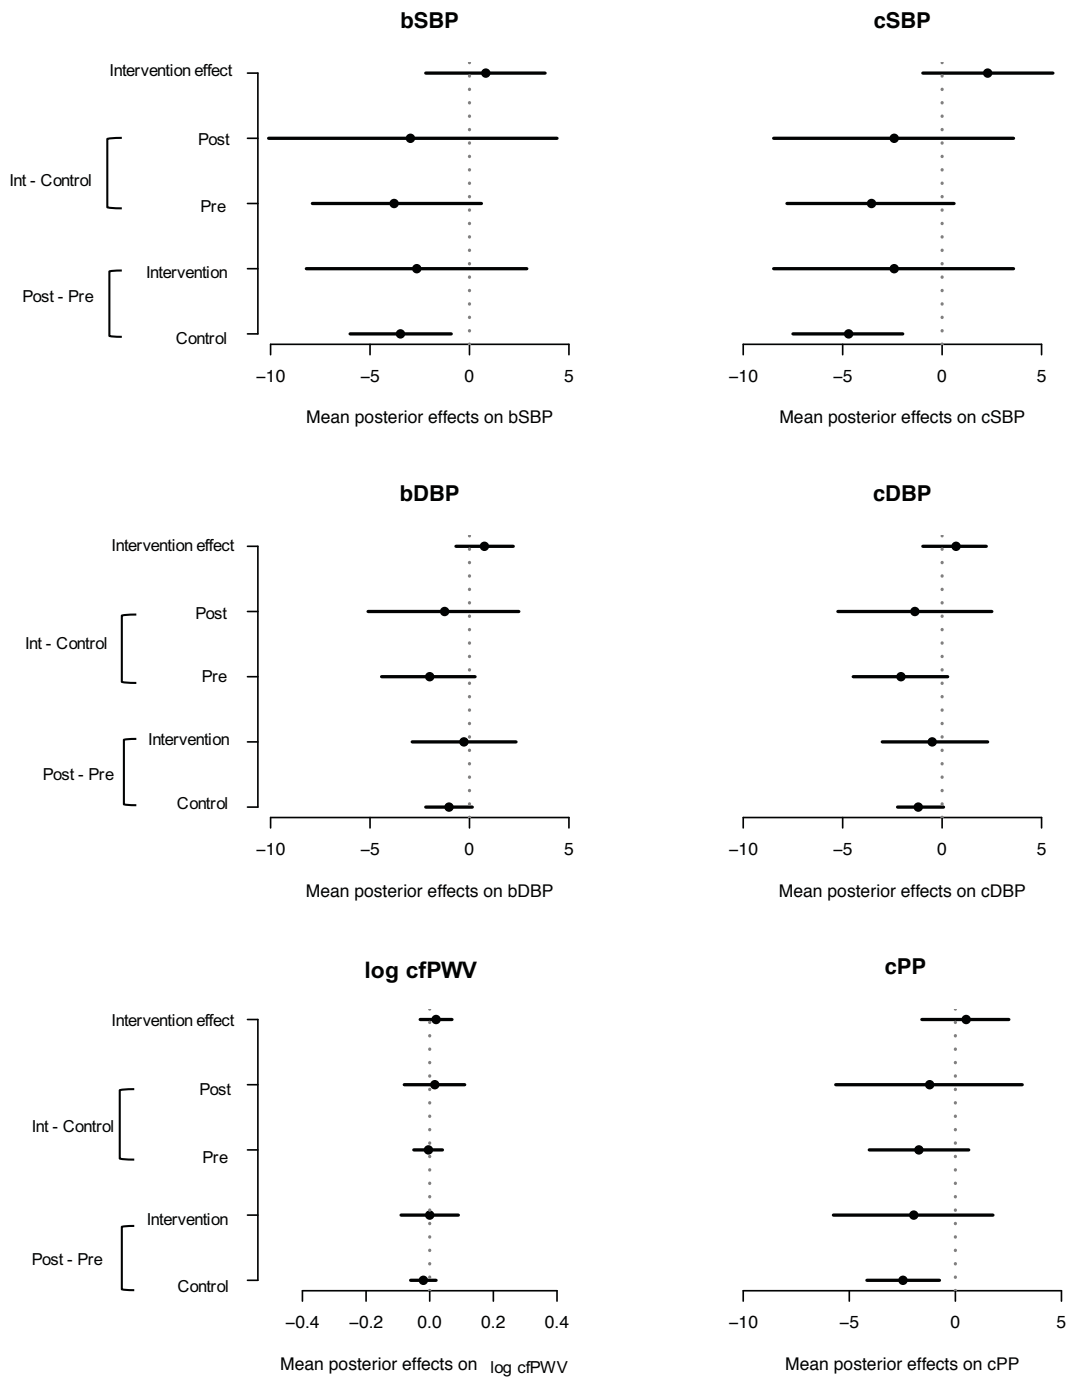 bSBP
cSBP
Intervention effect
Post
Int - Control
Pre
Intervention
Post - Pre
Control
−10 −5 0 5
−10 −5 0 5
Mean posterior effects on bSBP
Mean posterior effects on cSBP
bDBP
cDBP
Intervention effect
Post
Int - Control
Pre
Intervention
Post - Pre
Control
−10 −5 0 5
−10 −5 0 5
Mean posterior effects on bDBP
Mean posterior effects on cDBP
log cfPWV
cPP
Intervention effect
Post
Int - Control
Pre
Intervention
Post - Pre
Control
−0.4 −0.2 0.0 0.2 0.4
−10 −5 0 5
Mean posterior effects on log cfPWV
Mean posterior effects on cPP